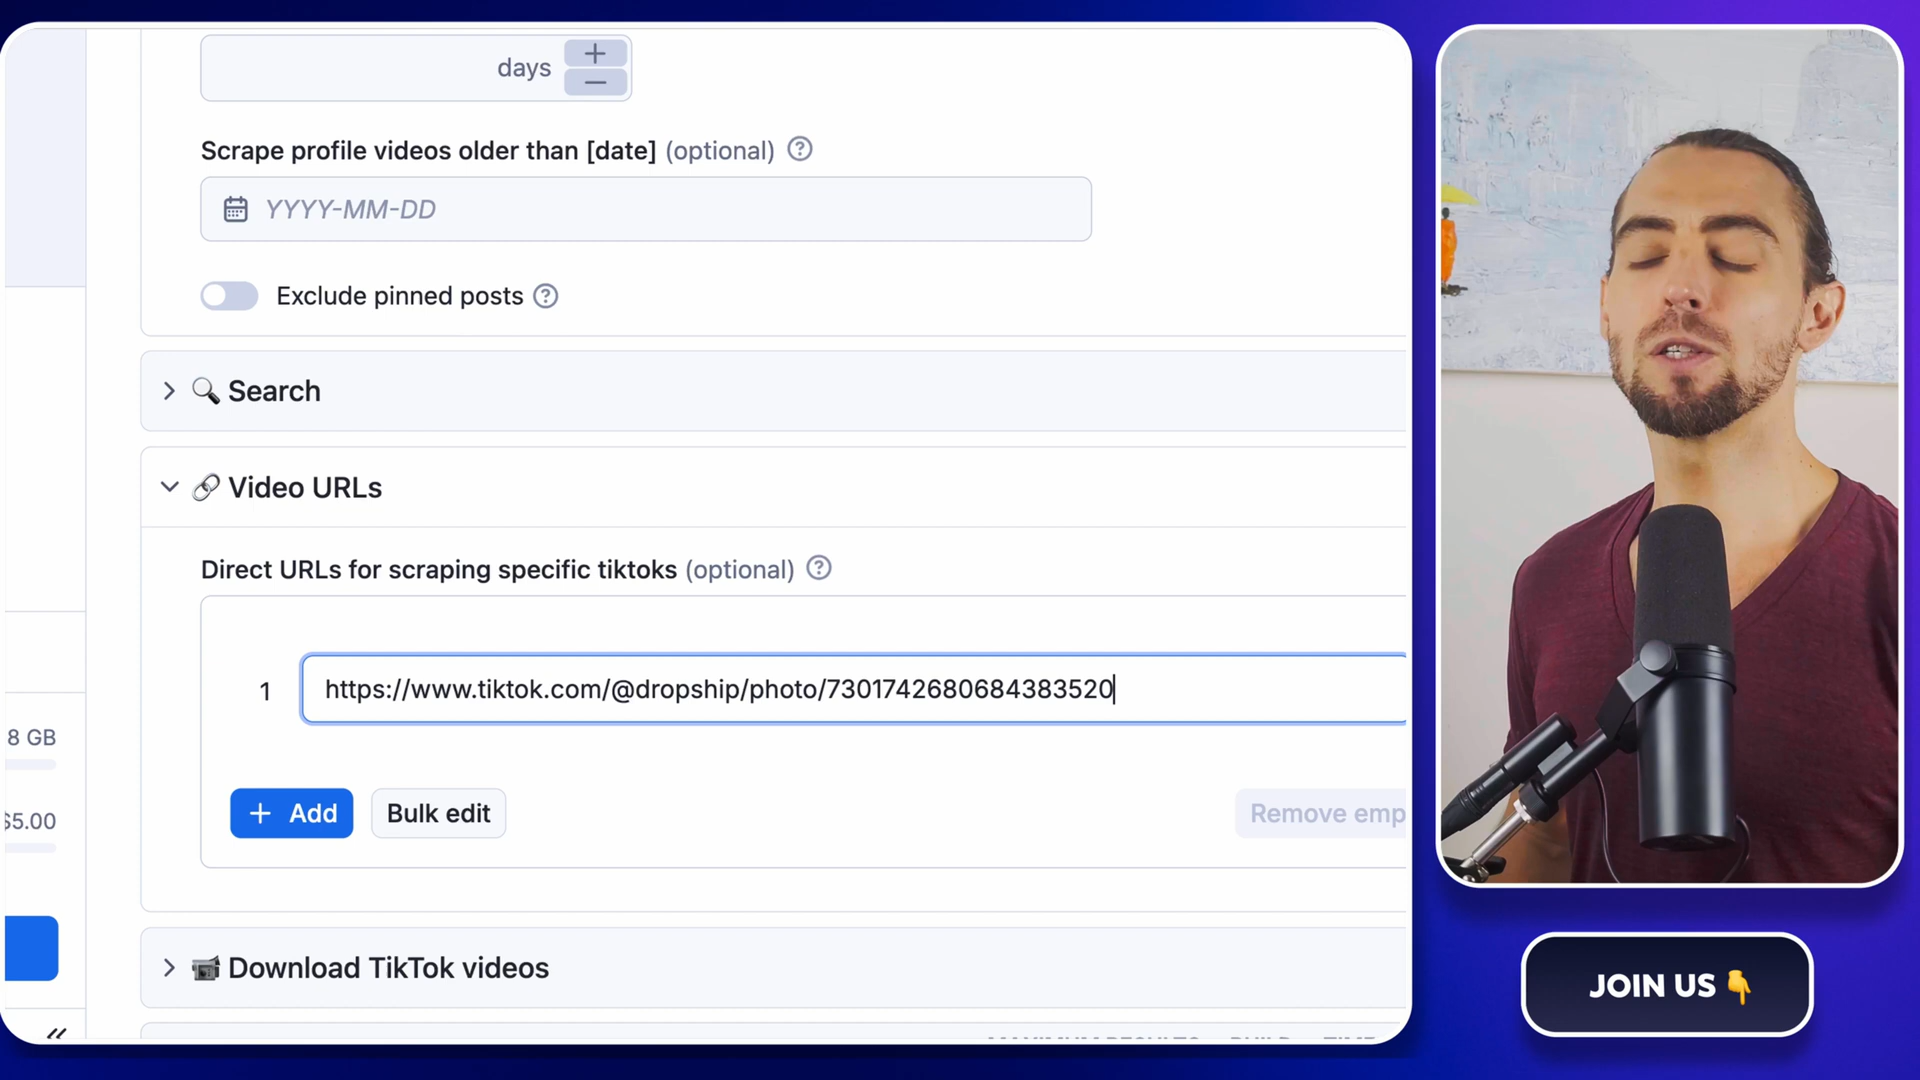 days
Scrape profile videos older than [date] (optional)
YYYY-MM-DD
Exclude pinned posts
Search
Video URLs
Direct URLs for scraping specific tiktoks (optional)
1
https://www.tiktok.com/@dropship/photo/7301742680684383520
8 GB
$5.00
+ Add
Bulk edit
Remove emp
Download TikTok videos
JOIN US